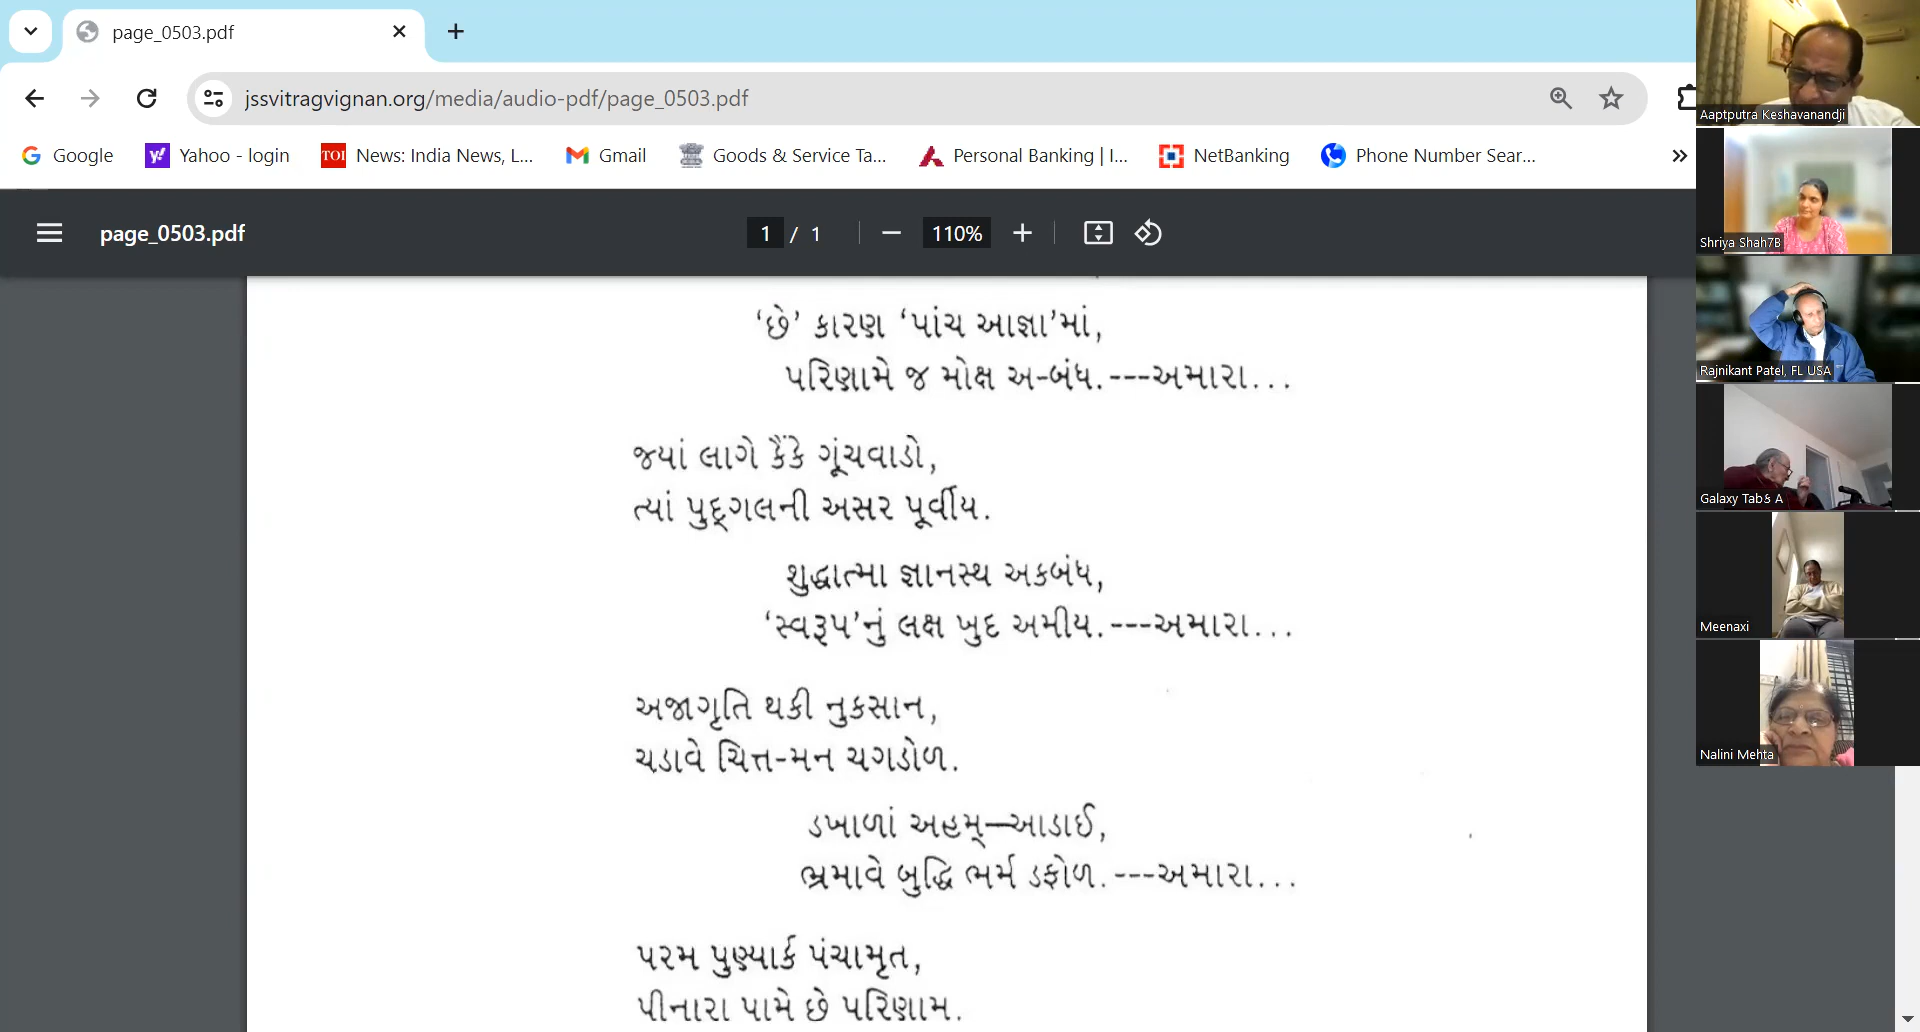 page_0503.pdf
jssvitragvignan.org/media/audio-pdf/page_0503.pdf
Google
Yahoo - login
TOI News: India News, L...
Gmail
Goods & Service Ta...
Personal Banking | I...
NetBanking
Phone Number Sear...
page_0503.pdf
1 / 1
110%
‘છે’ કારણ ‘પાંચ આજ્ઞા’માં,
પરિણામે જ મોક્ષ અ-બંધ.---અમારા...
જ્યાં લાગે કૈંકે ગૂંચવાડો,
ત્યાં પુદ્ગલની અસર પૂર્વીય.
શુદ્ધાત્મા જ્ઞાનસ્થ અકબંધ,
‘સ્વરૂપ’નું લક્ષ ખુદ અમીય.---અમારા...
અજાગૃતિ થકી નુકસાન,
ચડાવે ચિત્ત-મન ચગડોળ.
ડખાળાં અહમ્—આડાઈ,
ભ્રમાવે બુદ્ધિ ભર્મ ડફોળ.---અમારા...
પરમ પુણ્યાર્ક પંચામૃત,
પીનારા પામે છે પરિણામ.
Aaptputra Keshavanandji
Shriya Shah7B
Rajnikant Patel, FL USA
Galaxy Tab A
Meenaxi
Nalini Mehta